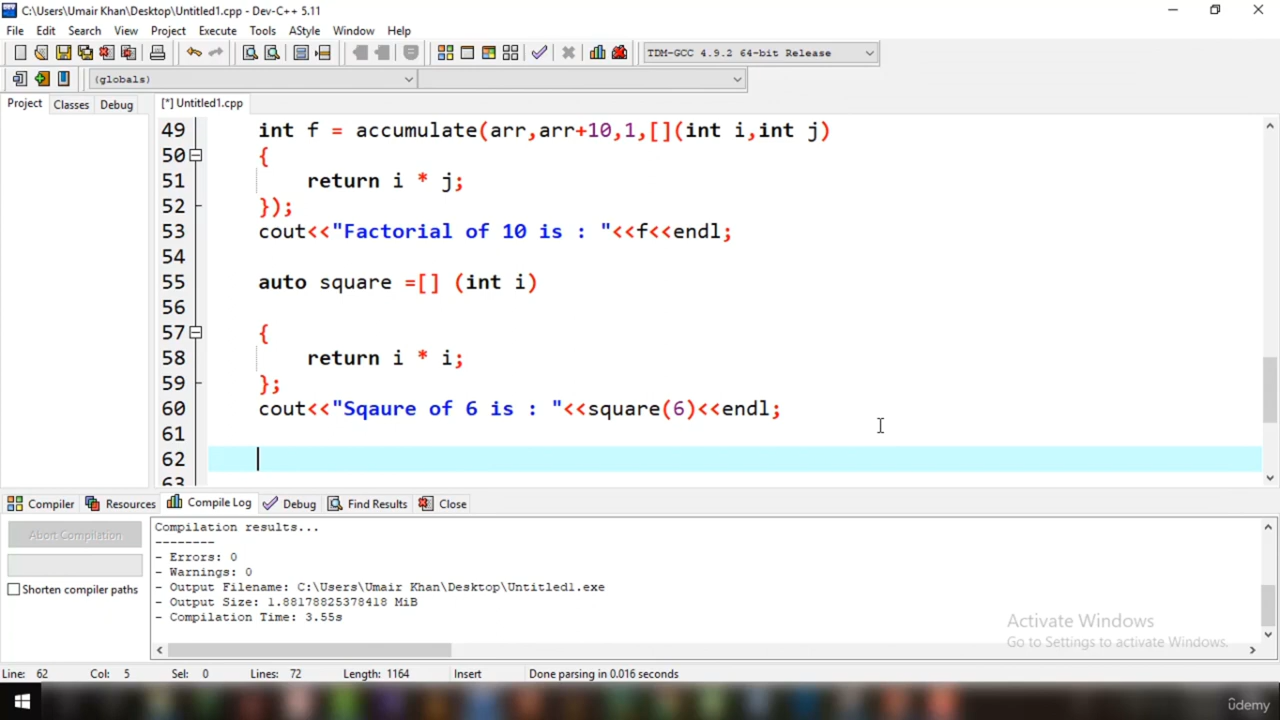 C:\Users\Umair Khan\Desktop\Untitled1.cpp - Dev-C++ 5.11
File Edit Search View Project Execute Tools AStyle Window Help
TDM-GCC 4.9.2 64-bit Release
(globals)
Project Classes Debug [*] Untitled1.cpp
49 int f = accumulate(arr,arr+10,1,[](int i,int j)
50 {
51 return i * j;
52 });
53 cout<<"Factorial of 10 is : "<<f<<endl;
54
55 auto square =[] (int i)
56
57 {
58 return i * i;
59 };
60 cout<<"Sqaure of 6 is : "<<square(6)<<endl;
61
62
63
Compiler Resources Compile Log Debug Find Results Close
Abort Compilation
Shorten compiler paths
Compilation results...
--------
- Errors: 0
- Warnings: 0
- Output Filename: C:\Users\Umair Khan\Desktop\Untitled1.exe
- Output Size: 1.88178825378418 MiB
- Compilation Time: 3.55s
Activate Windows
Go to Settings to activate Windows.
Line: 62 Col: 5 Sel: 0 Lines: 72 Length: 1164 Insert Done parsing in 0.016 seconds
ûdemy